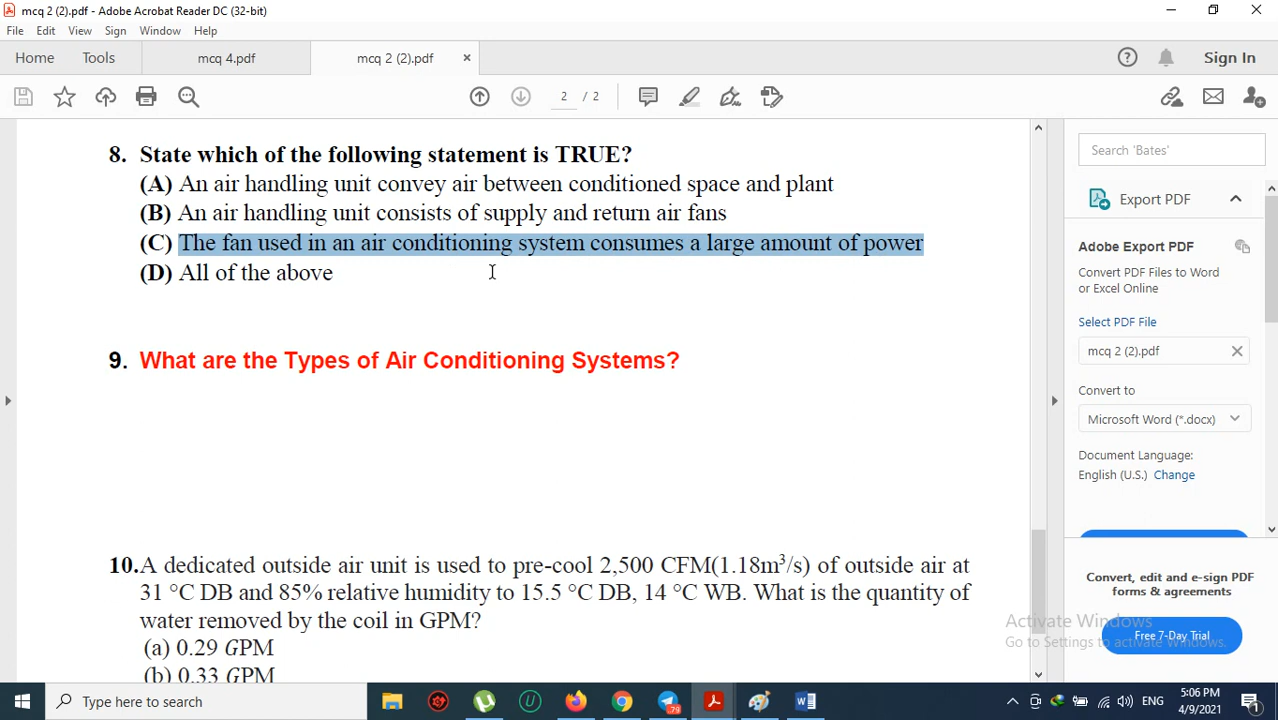 mcq 2 (2).pdf - Adobe Acrobat Reader DC (32-bit)
File Edit View Sign Window Help
Home Tools mcq 4.pdf mcq 2 (2).pdf × Sign In
2 / 2
8. State which of the following statement is TRUE?
(A) An air handling unit convey air between conditioned space and plant
(B) An air handling unit consists of supply and return air fans
(C) The fan used in an air conditioning system consumes a large amount of power
(D) All of the above
9. What are the Types of Air Conditioning Systems?
10. A dedicated outside air unit is used to pre-cool 2,500 CFM(1.18m³/s) of outside air at
31 °C DB and 85% relative humidity to 15.5 °C DB, 14 °C WB. What is the quantity of
water removed by the coil in GPM?
(a) 0.29 GPM
(b) 0.33 GPM
Search 'Bates'
Export PDF
Adobe Export PDF
Convert PDF Files to Word
or Excel Online
Select PDF File
mcq 2 (2).pdf
Convert to
Microsoft Word (*.docx)
Document Language:
English (U.S.) Change
Convert, edit and e-sign PDF
forms & agreements
Free 7-Day Trial
Activate Windows
Go to Settings to activate Windows.
Type here to search
79
ENG
5:06 PM
4/9/2021
1